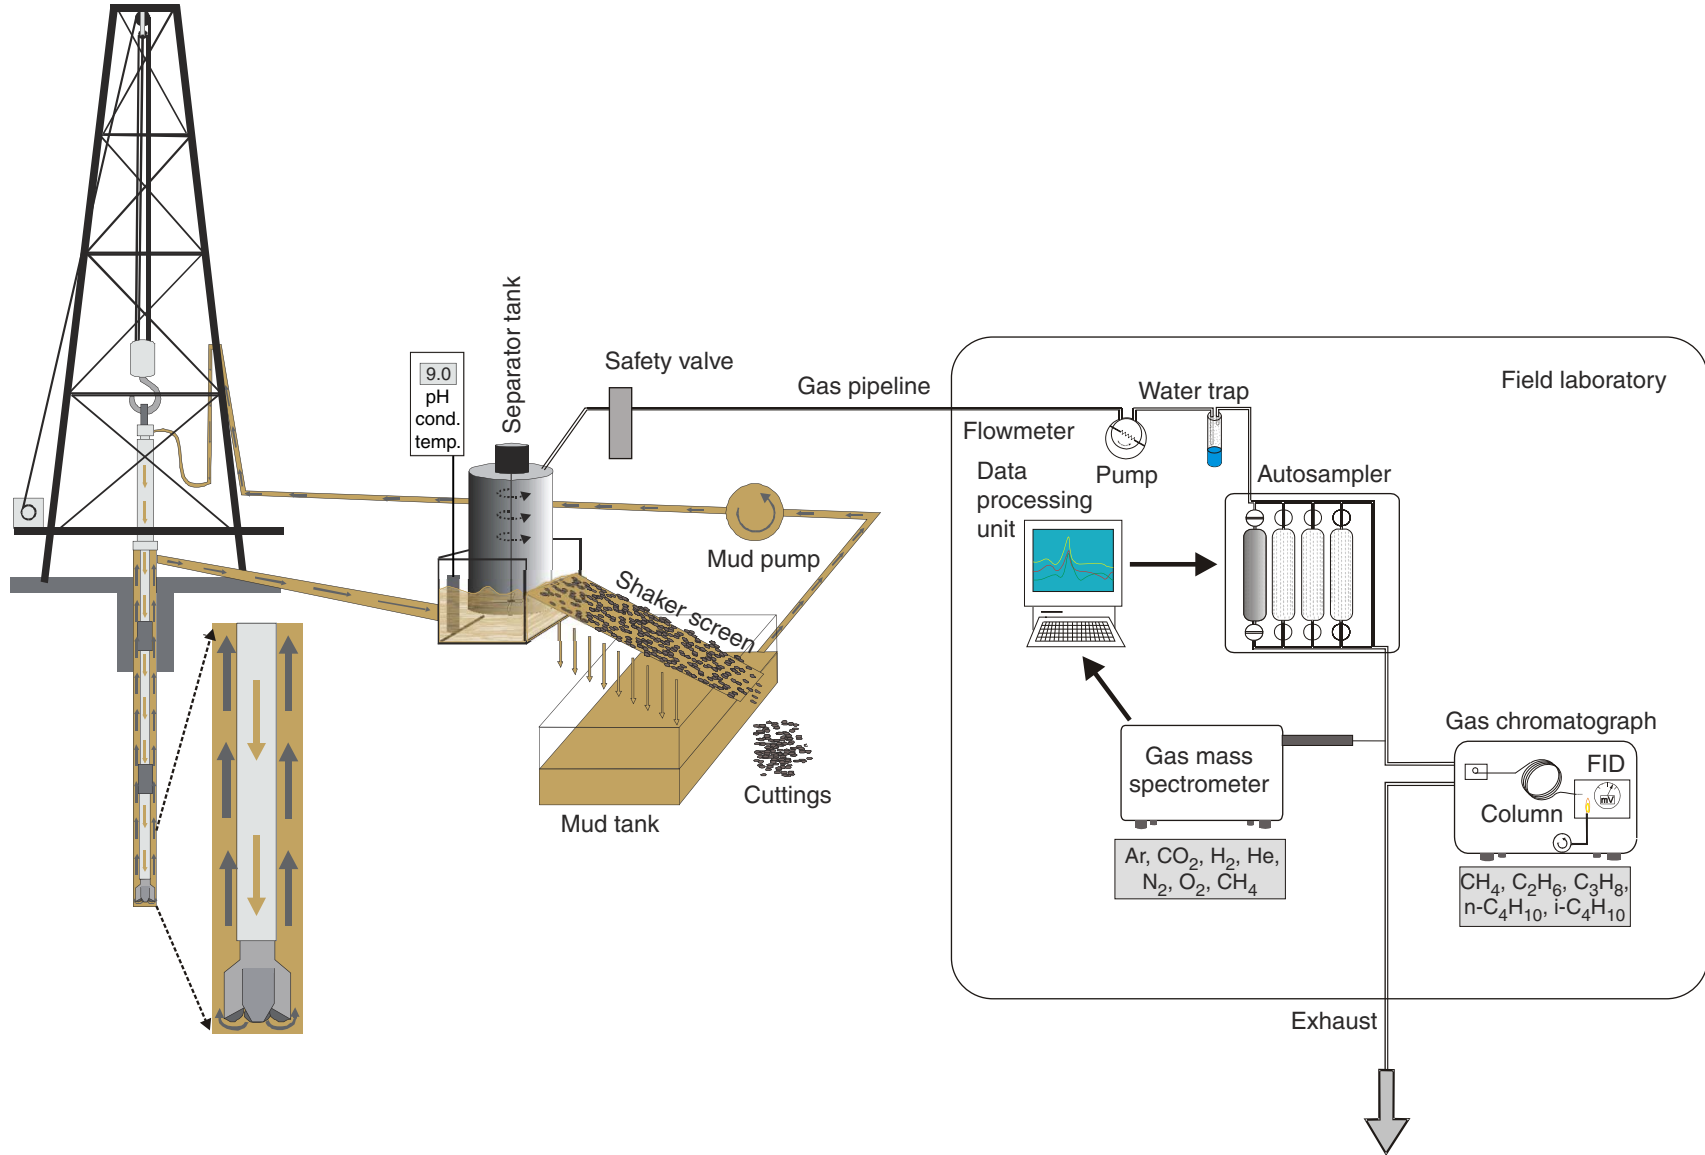 Separator tank
9.0
pH
cond.
temp.
Safety valve
Gas pipeline
Mud pump
Shaker screen
Cuttings
Mud tank
Field laboratory
Water trap
Flowmeter
Pump
Data
processing
unit
Autosampler
Gas mass
spectrometer
Ar, CO₂, H₂, He,
N₂, O₂, CH₄
Gas chromatograph
FID
mV
Column
CH₄, C₂H₆, C₃H₈,
n-C₄H₁₀, i-C₄H₁₀
Exhaust